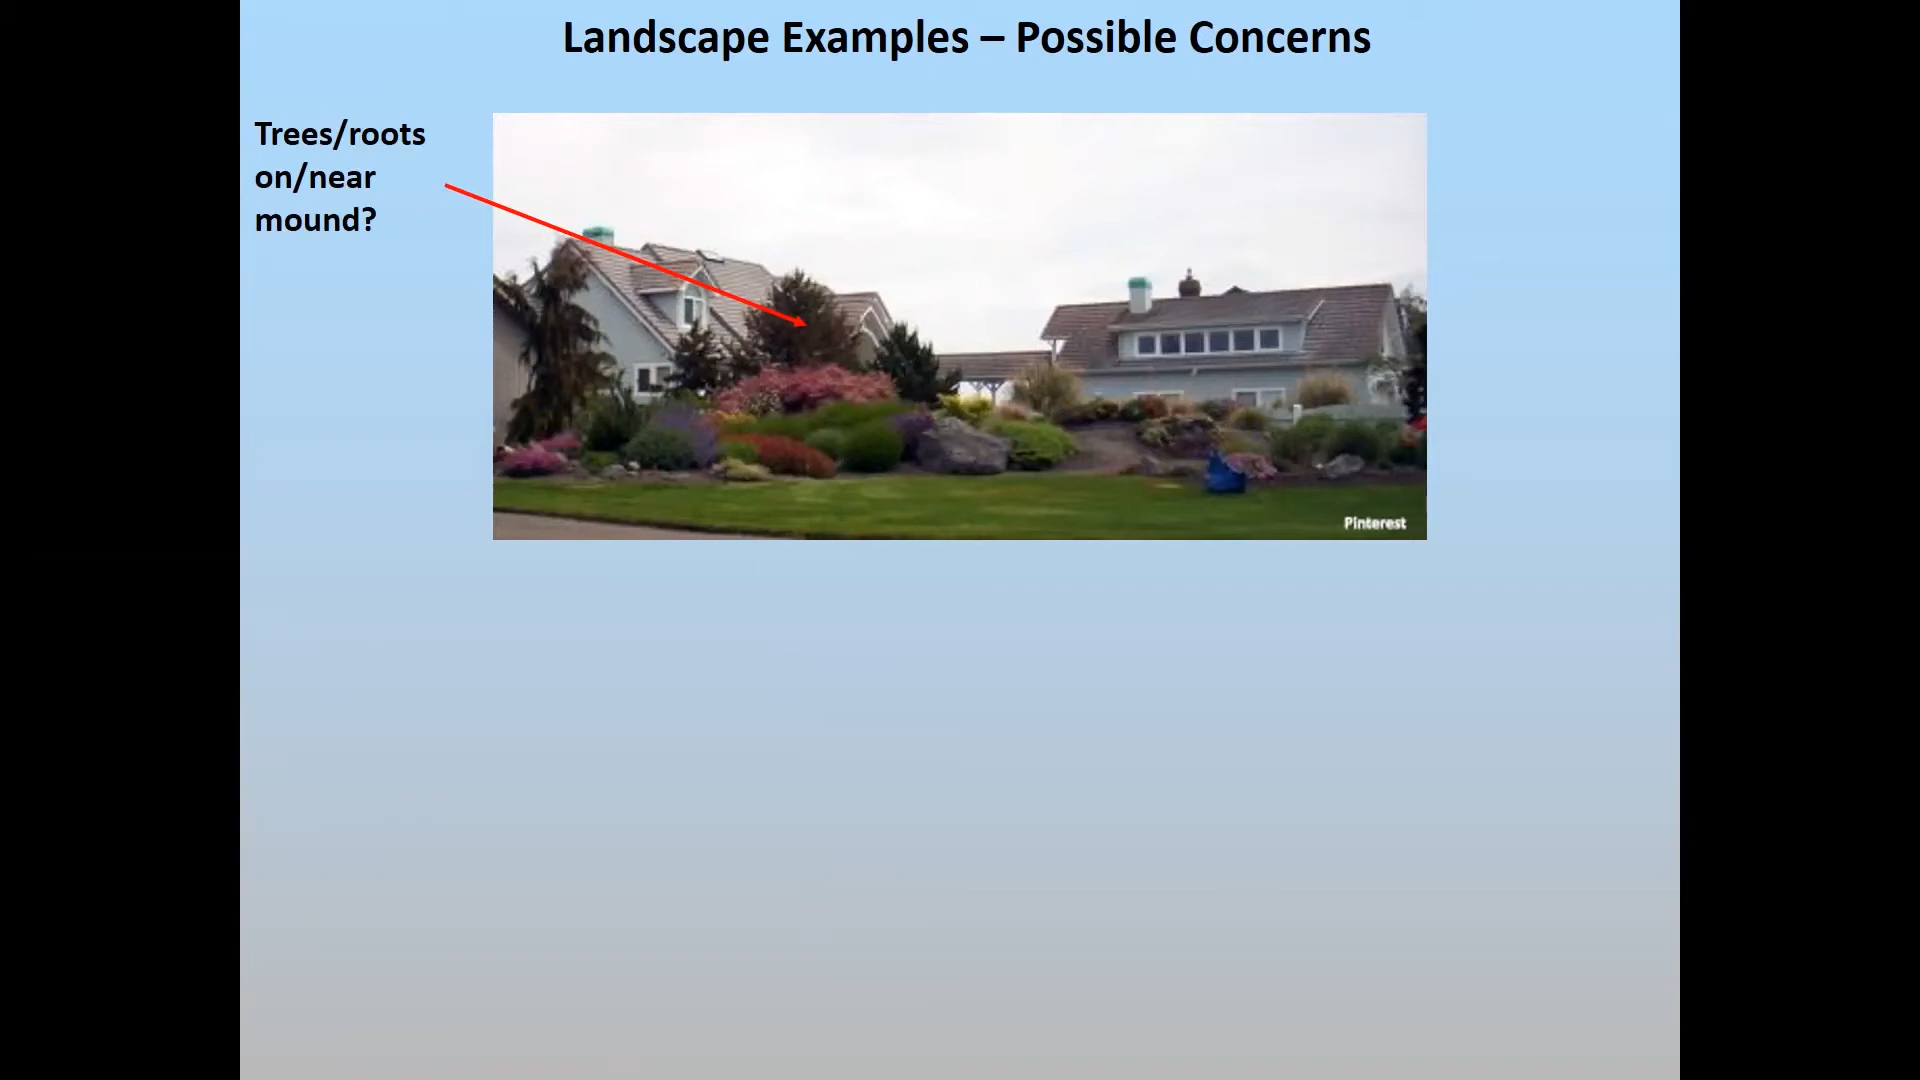 Landscape Examples – Possible Concerns
Trees/roots
on/near
mound?
Pinterest